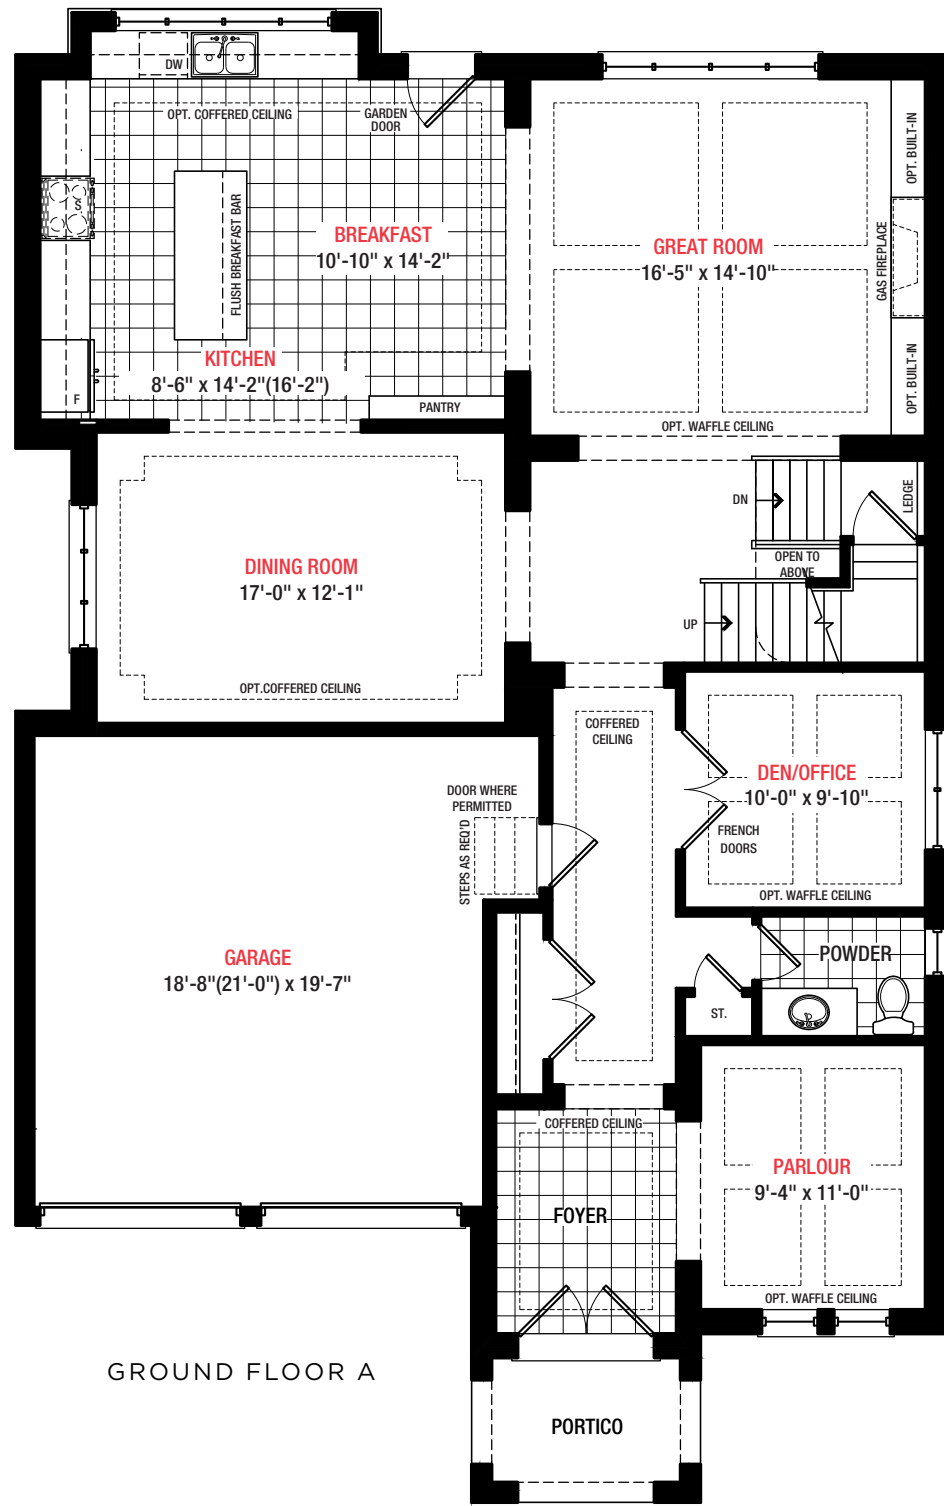 DW
OPT. COFFERED CEILING
GARDEN
DOOR
S
FLUSH BREAKFAST BAR
BREAKFAST
10'-10" x 14'-2"
KITCHEN
8'-6" x 14'-2"(16'-2")
F
PANTRY
GREAT ROOM
16'-5" x 14'-10"
OPT. BUILT-IN
GAS FIREPLACE
OPT. BUILT-IN
OPT. WAFFLE CEILING
DINING ROOM
17'-0" x 12'-1"
OPT.COFFERED CEILING
DN
LEDGE
OPEN TO
ABOVE
UP
COFFERED
CEILING
DEN/OFFICE
10'-0" x 9'-10"
FRENCH
DOORS
OPT. WAFFLE CEILING
DOOR WHERE
PERMITTED
STEPS AS REQ'D
GARAGE
18'-8"(21'-0") x 19'-7"
POWDER
ST.
COFFERED CEILING
FOYER
PARLOUR
9'-4" x 11'-0"
OPT. WAFFLE CEILING
GROUND FLOOR A
PORTICO